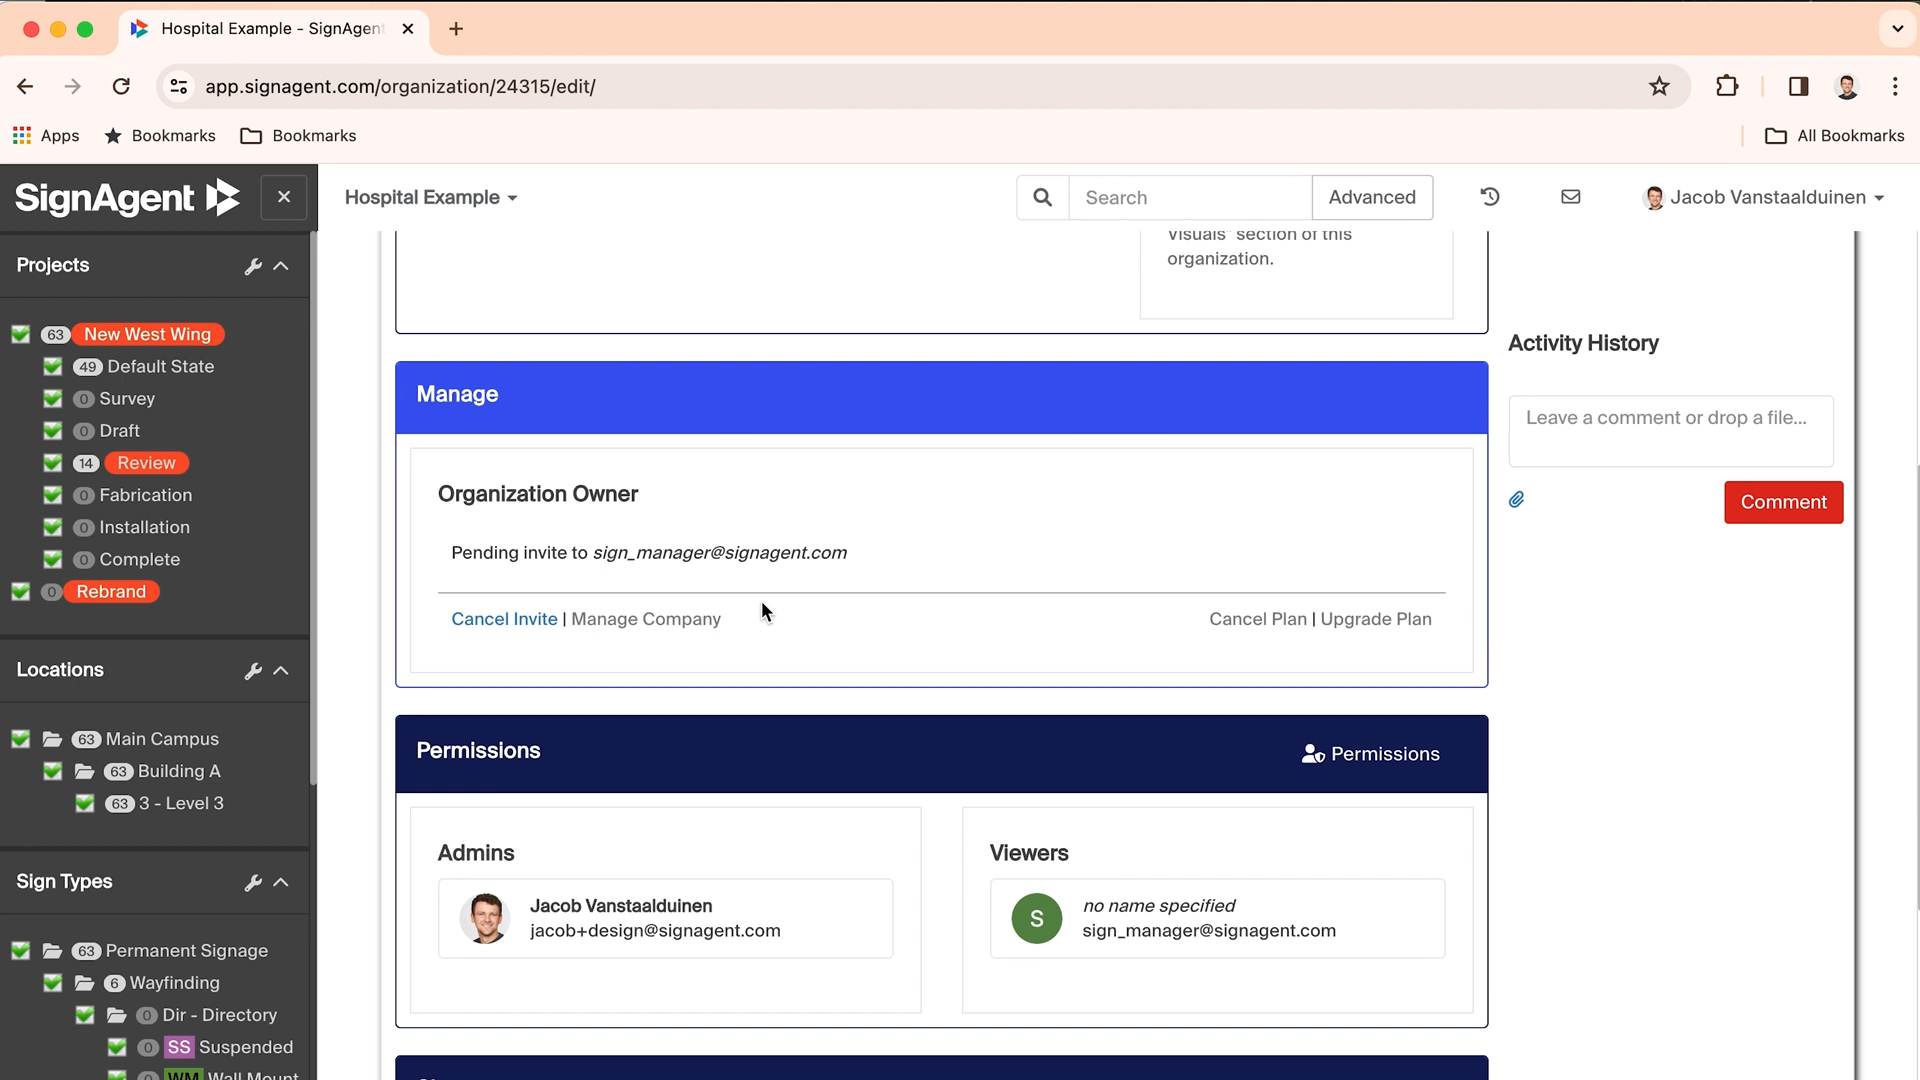 Hospital Example - SignAgent
app.signagent.com/organization/24315/edit/
Apps
Bookmarks
Bookmarks
All Bookmarks
SignAgent
Hospital Example
Search
Advanced
Jacob Vanstaalduinen
Projects
63 New West Wing
49 Default State
0 Survey
0 Draft
14 Review
0 Fabrication
0 Installation
0 Complete
0 Rebrand
Locations
63 Main Campus
63 Building A
63 3 - Level 3
Sign Types
63 Permanent Signage
6 Wayfinding
0 Dir - Directory
0 SS Suspended
WM Wall Mount
Visuals" section of this
organization.
Manage
Organization Owner
Pending invite to sign_manager@signagent.com
Cancel Invite | Manage Company
Cancel Plan | Upgrade Plan
Permissions
Permissions
Admins
Jacob Vanstaalduinen
jacob+design@signagent.com
Viewers
S
no name specified
sign_manager@signagent.com
Activity History
Leave a comment or drop a file...
Comment